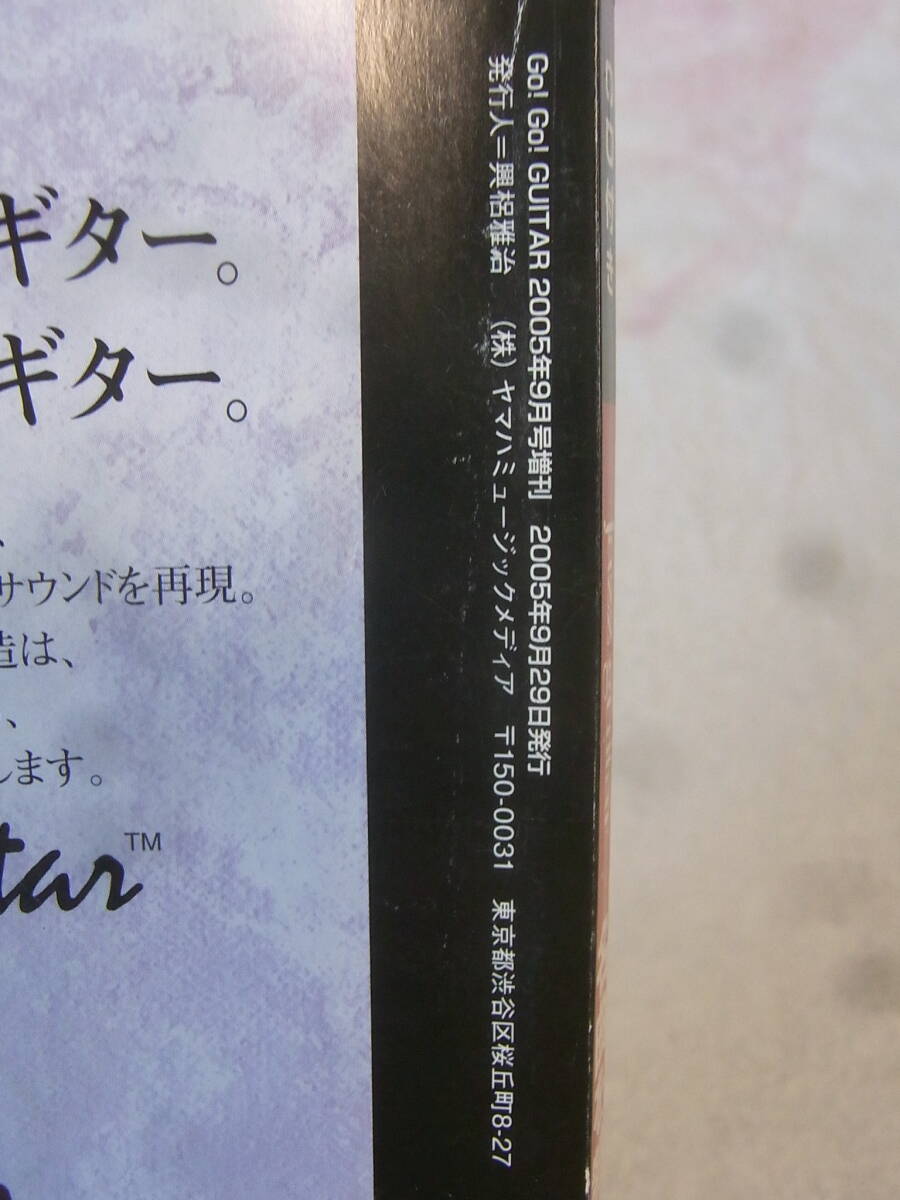 ギター。
ギター。
、
サウンドを再現。
造は、
、
します。
tar™
Go! Go! GUITAR 2005年9月号増刊　2005年9月29日発行
発行人＝興梠雅治　（株）ヤマハミュージックメディア　〒150-0031　東京都渋谷区桜丘町8-27